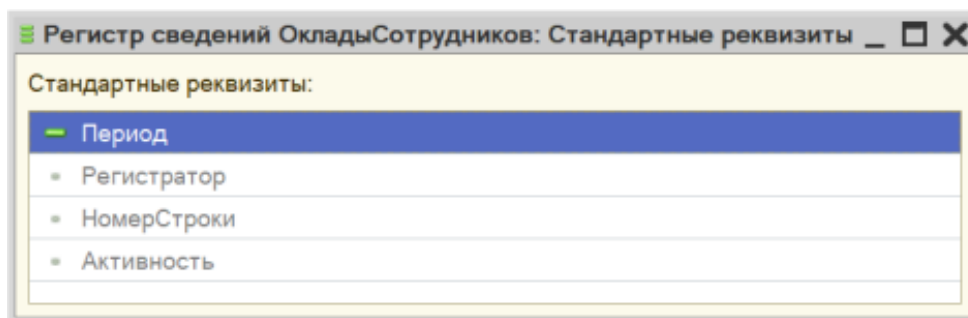 Регистр сведений ОкладыСотрудников: Стандартные реквизиты
Стандартные реквизиты:
Период
Регистратор
НомерСтроки
Активность